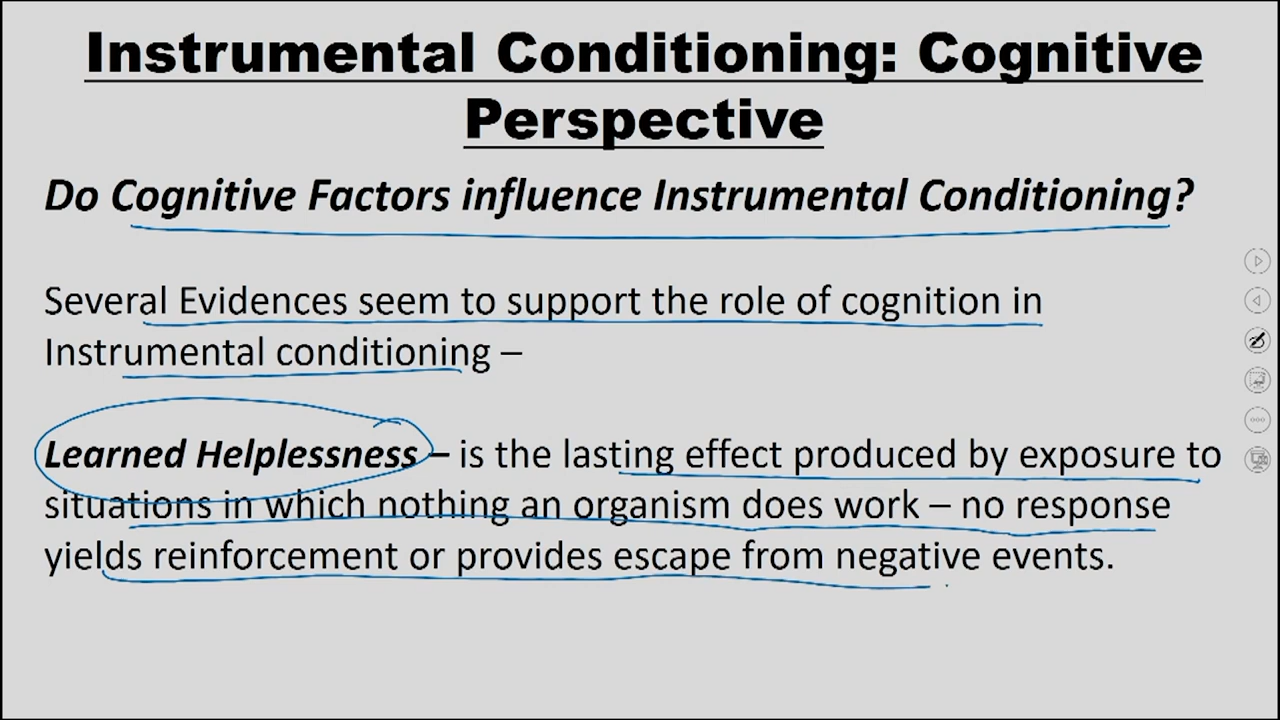 Instrumental Conditioning: Cognitive
Perspective
Do Cognitive Factors influence Instrumental Conditioning?
Several Evidences seem to support the role of cognition in
Instrumental conditioning –
Learned Helplessness – is the lasting effect produced by exposure to
situations in which nothing an organism does work – no response
yields reinforcement or provides escape from negative events.